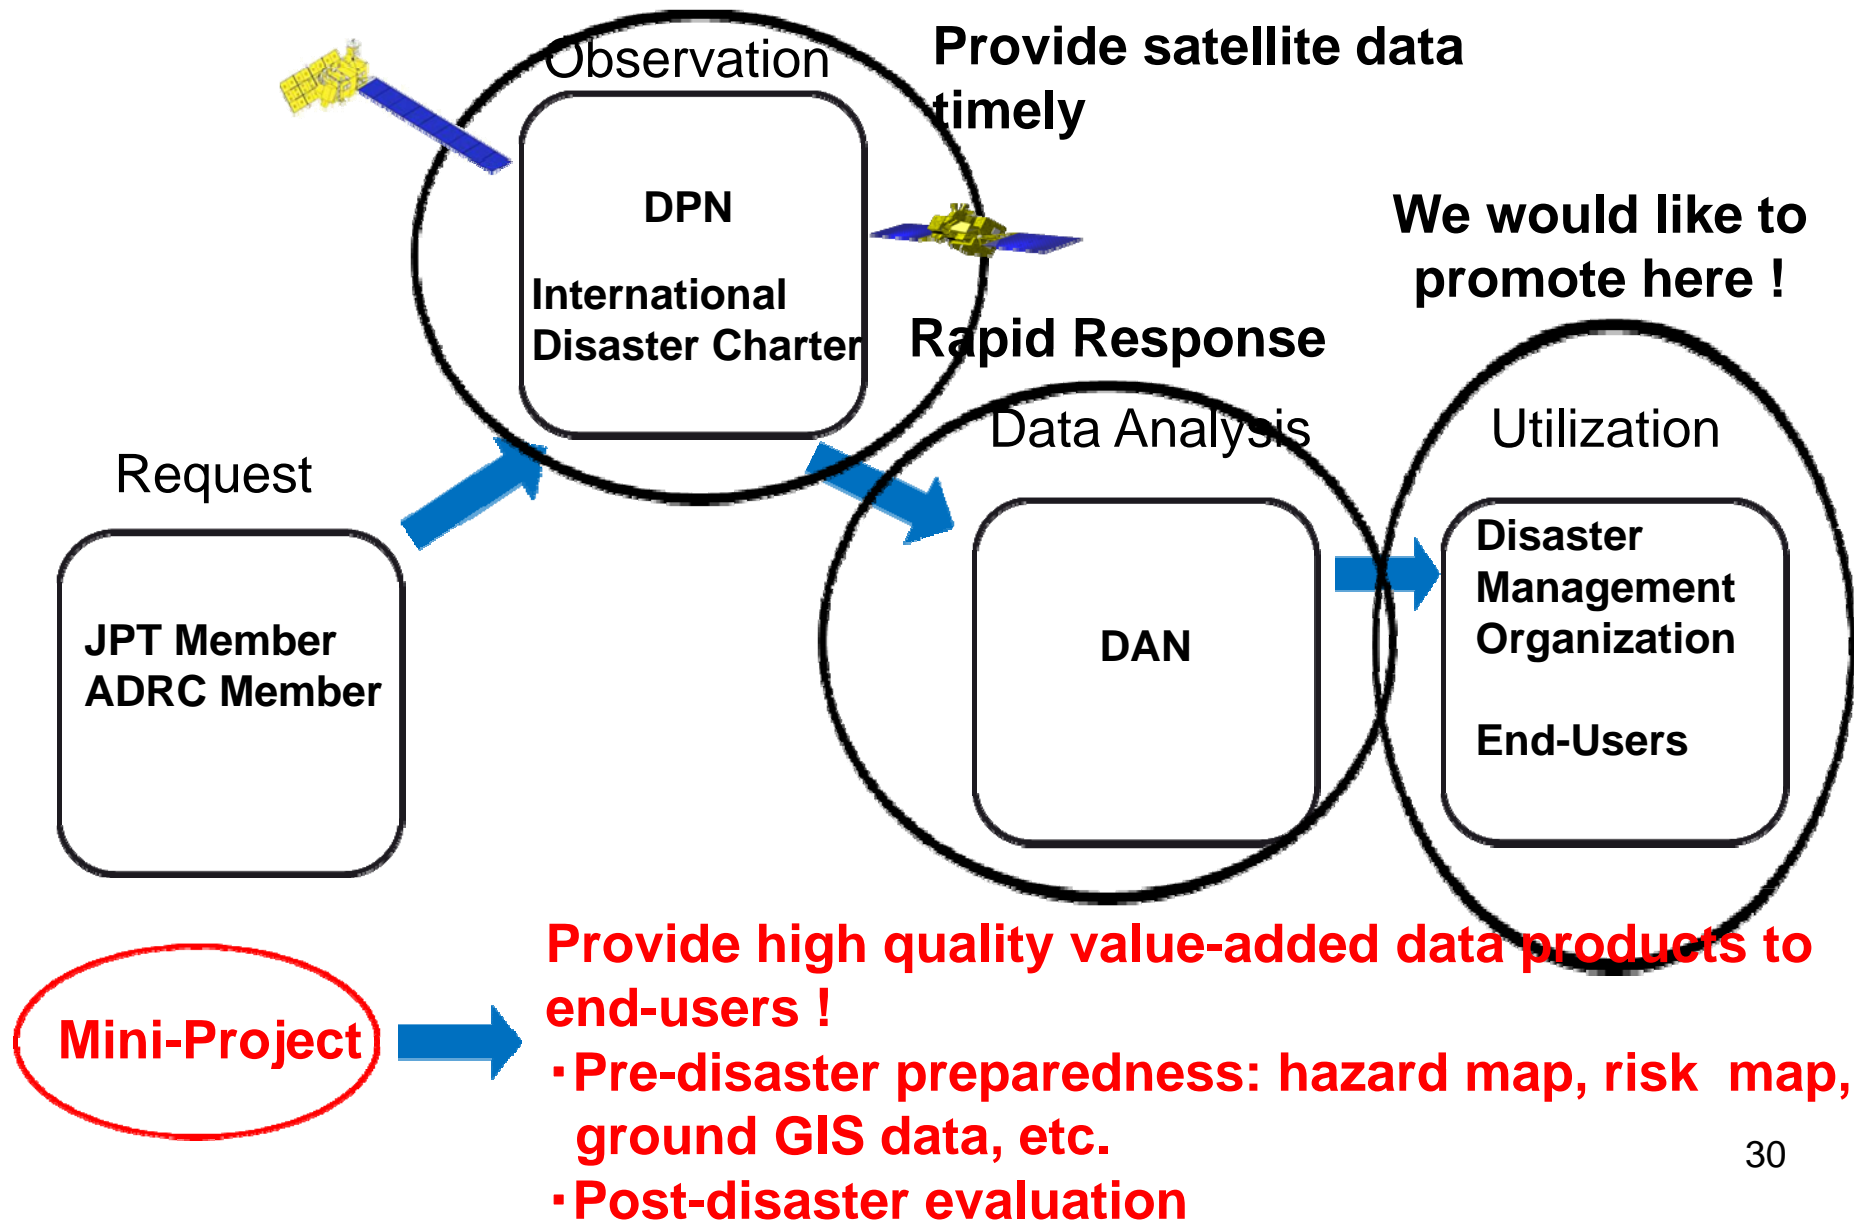 Observation
Provide satellite data
timely
DPN
International
Disaster Charter
We would like to
promote here !
Rapid Response
Data Analysis
Utilization
Request
JPT Member
ADRC Member
DAN
Disaster
Management
Organization
End-Users
Mini-Project
Provide high quality value-added data products to
end-users !
・Pre-disaster preparedness: hazard map, risk  map,
ground GIS data, etc.
・Post-disaster evaluation
30